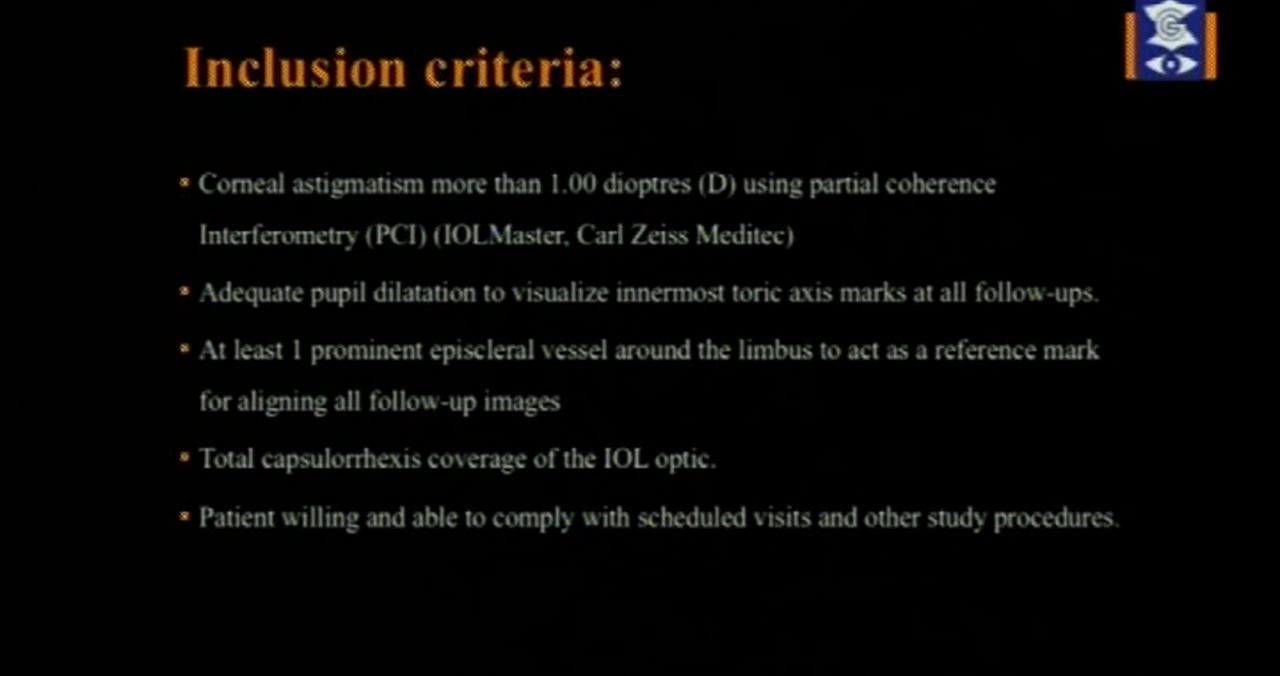 Inclusion criteria:
Corneal astigmatism more than 1.00 dioptres (D) using partial coherence
Interferometry (PCI) (IOLMaster, Carl Zeiss Meditec)
Adequate pupil dilatation to visualize innermost toric axis marks at all follow-ups.
At least 1 prominent episcleral vessel around the limbus to act as a reference mark
for aligning all follow-up images
Total capsulorrhexis coverage of the IOL optic.
Patient willing and able to comply with scheduled visits and other study procedures.